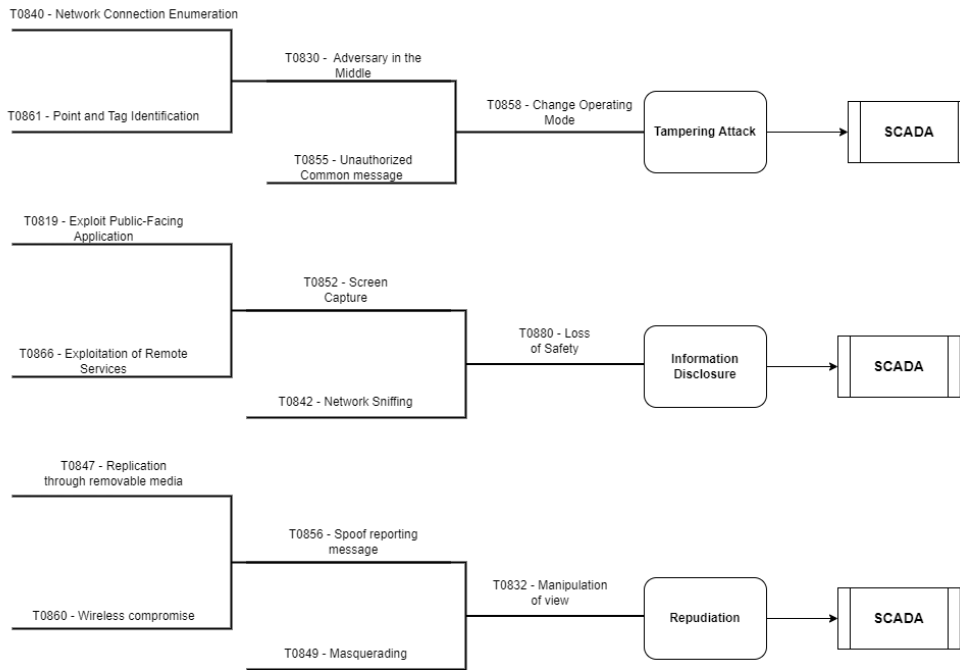 T0840 - Network Connection Enumeration
T0830 - Adversary in the
Middle
T0861 - Point and Tag Identification
T0858 - Change Operating
Mode
Tampering Attack
SCADA
T0855 - Unauthorized
Common message
T0819 - Exploit Public-Facing
Application
T0852 - Screen
Capture
T0866 - Exploitation of Remote
Services
T0880 - Loss
of Safety
Information
Disclosure
SCADA
T0842 - Network Sniffing
T0847 - Replication
through removable media
T0856 - Spoof reporting
message
T0860 - Wireless compromise
T0832 - Manipulation
of view
Repudiation
SCADA
T0849 - Masquerading